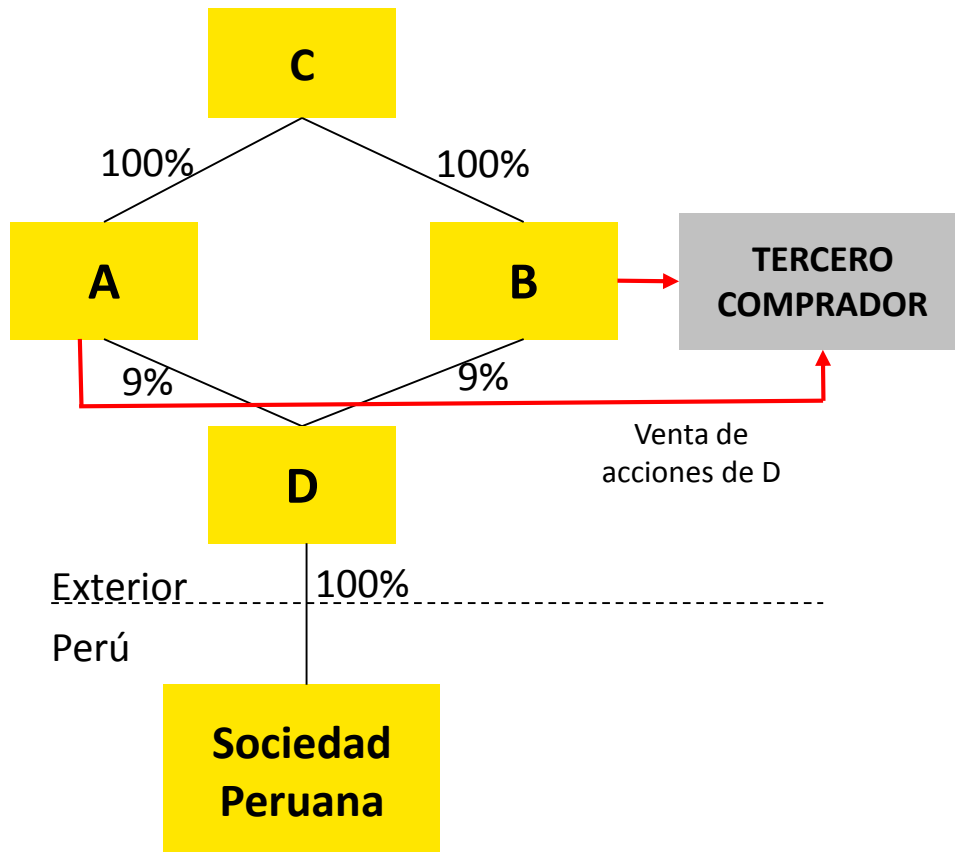 C
100%
100%
A
B
TERCERO
COMPRADOR
9%
9%
Venta de
acciones de D
D
Exterior
100%
Perú
Sociedad
Peruana